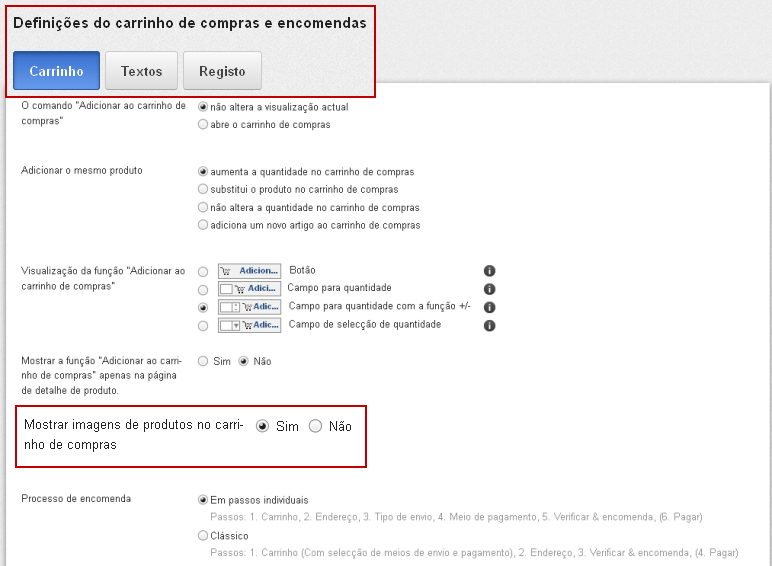 Definições do carrinho de compras e encomendas
Carrinho Textos Registo
O comando "Adicionar ao carrinho de
compras"
não altera a visualização actual
abre o carrinho de compras
Adicionar o mesmo produto
aumenta a quantidade no carrinho de compras
substitui o produto no carrinho de compras
não altera a quantidade no carrinho de compras
adiciona um novo artigo ao carrinho de compras
Visualização da função "Adicionar ao
carrinho de compras"
Adicion... Botão
Adici... Campo para quantidade
Adic... Campo para quantidade com a função +/-
Adic... Campo de selecção de quantidade
Mostrar a função "Adicionar ao carri-
nho de compras" apenas na página
de detalhe de produto.
Sim Não
Mostrar imagens de produtos no carri-
nho de compras
Sim Não
Processo de encomenda
Em passos individuais
Passos: 1. Carrinho, 2. Endereço, 3. Tipo de envio, 4. Meio de pagamento, 5. Verificar & encomenda, (6. Pagar)
Clássico
Passos: 1. Carrinho (Com selecção de meios de envio e pagamento), 2. Endereço, 3. Verificar & encomenda, (4. Pagar)